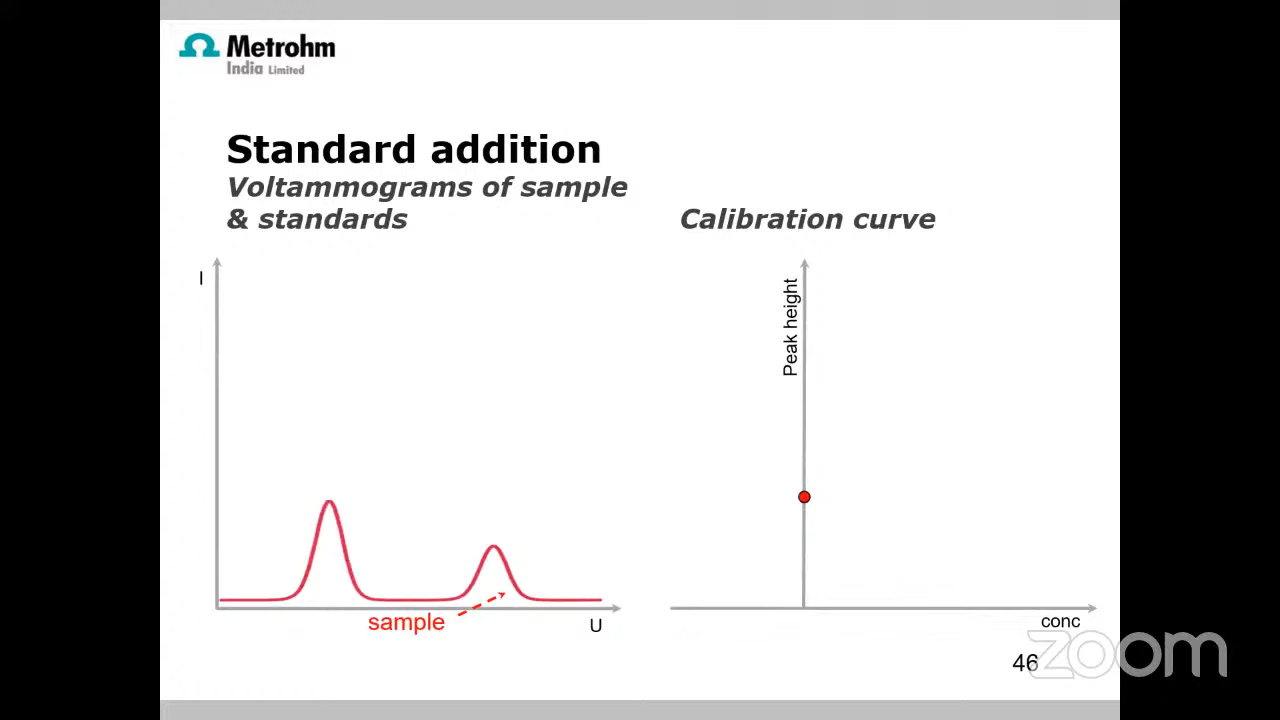 Metrohm
India Limited
Standard addition
Voltammograms of sample
& standards
Calibration curve
I
Peak height
sample
U
conc
46
zoom